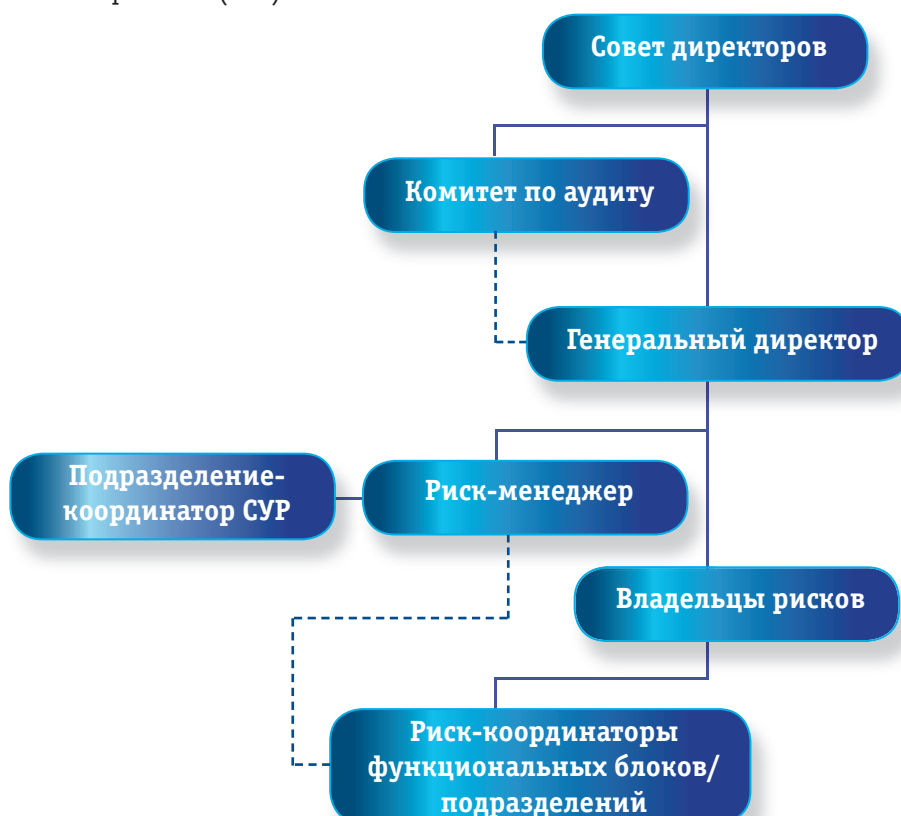 Совет директоров
Комитет по аудиту
Генеральный директор
Подразделение-
координатор СУР
Риск-менеджер
Владельцы рисков
Риск-координаторы
функциональных блоков/
подразделений